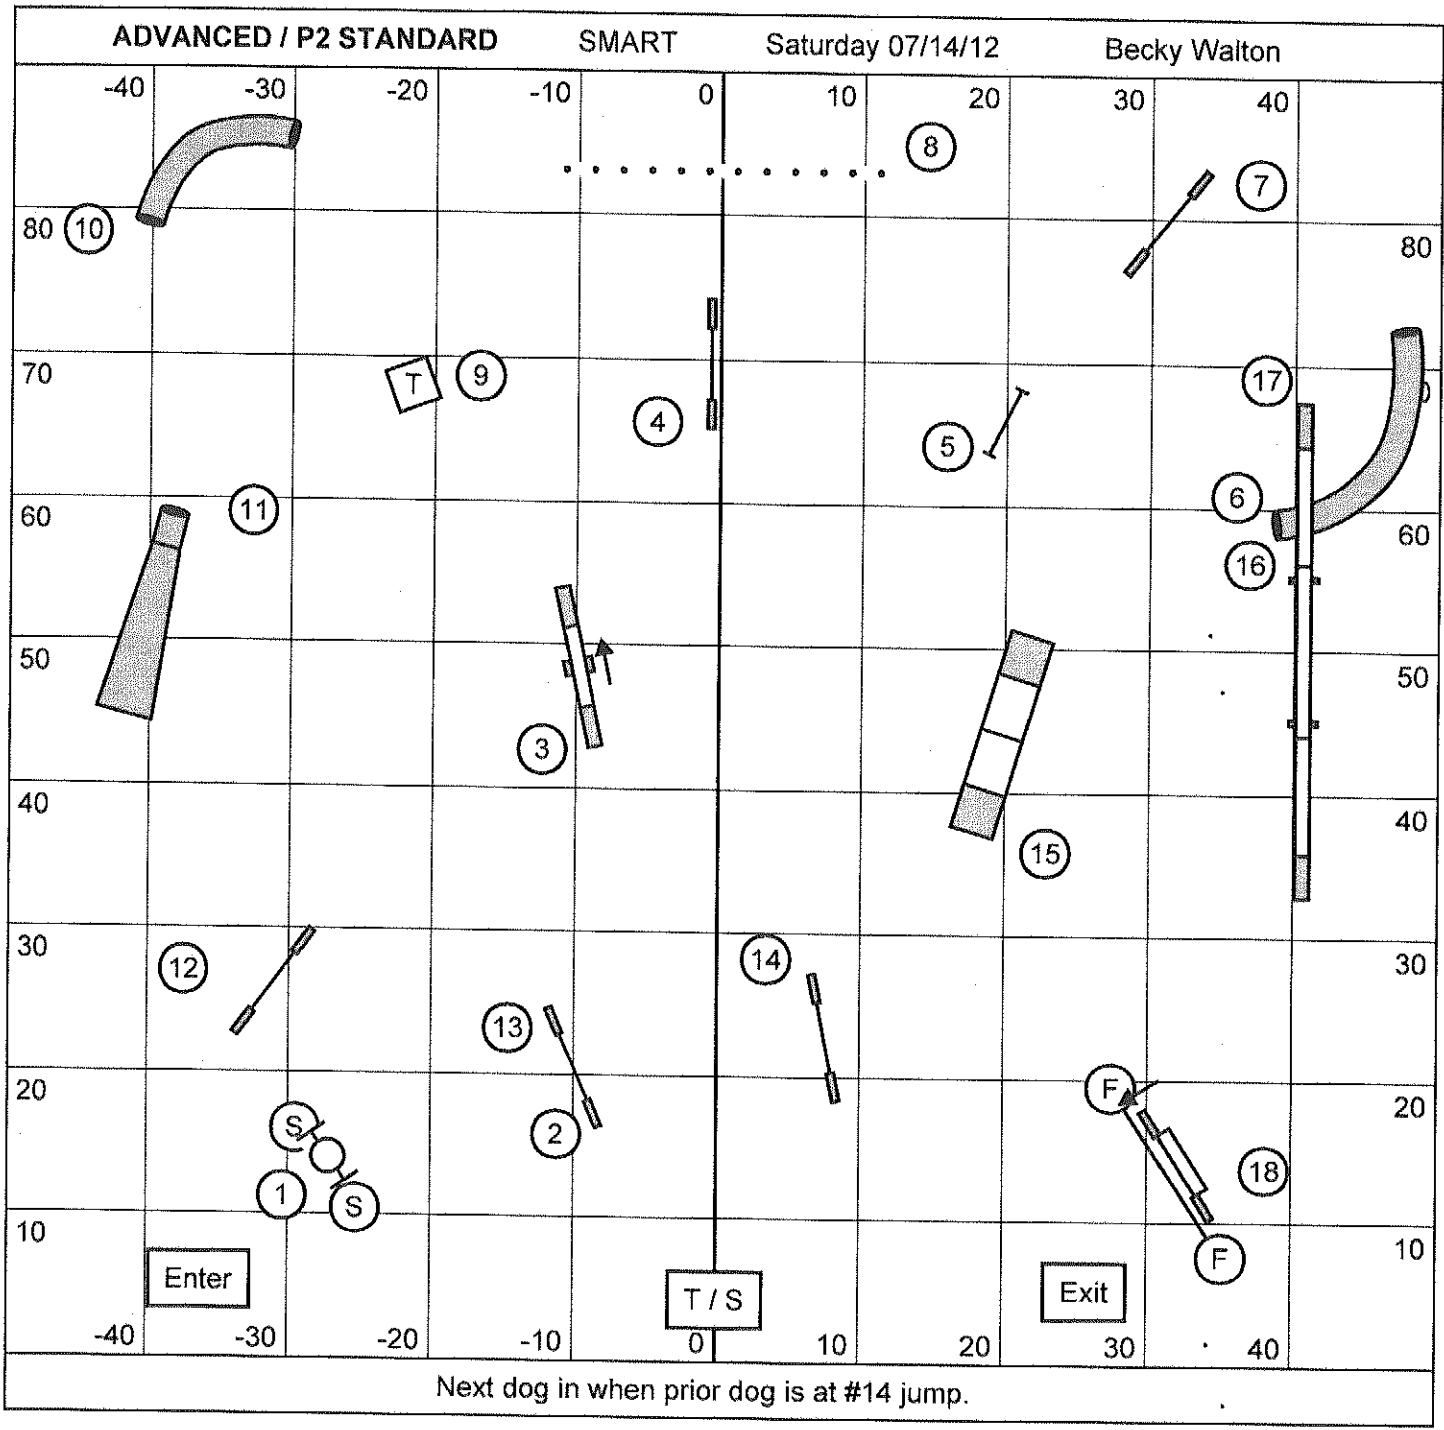 ADVANCED / P2 STANDARD SMART Saturday 07/14/12 Becky Walton
-40 -30 -20 -10 0 10 20 30 40
8
7
80 10 80
70 T 9 4 5 17
60 11 6 60
16
50 3 50
40 15 40
30 12 14 30
13
20 S 2 F 20
1 S 18
10 F 10
Enter T / S Exit
-40 -30 -20 -10 0 10 20 30 40
Next dog in when prior dog is at #14 jump.